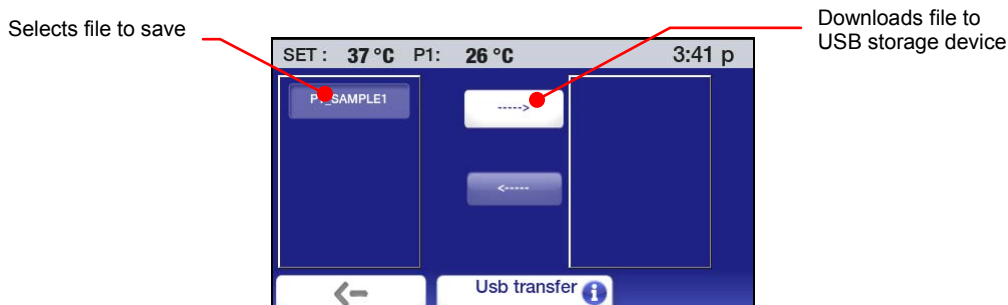 Selects file to save
Downloads file to
USB storage device
SET : 37 °C P1: 26 °C 3:41 p
P1_SAMPLE1
----->
<-----
Usb transfer